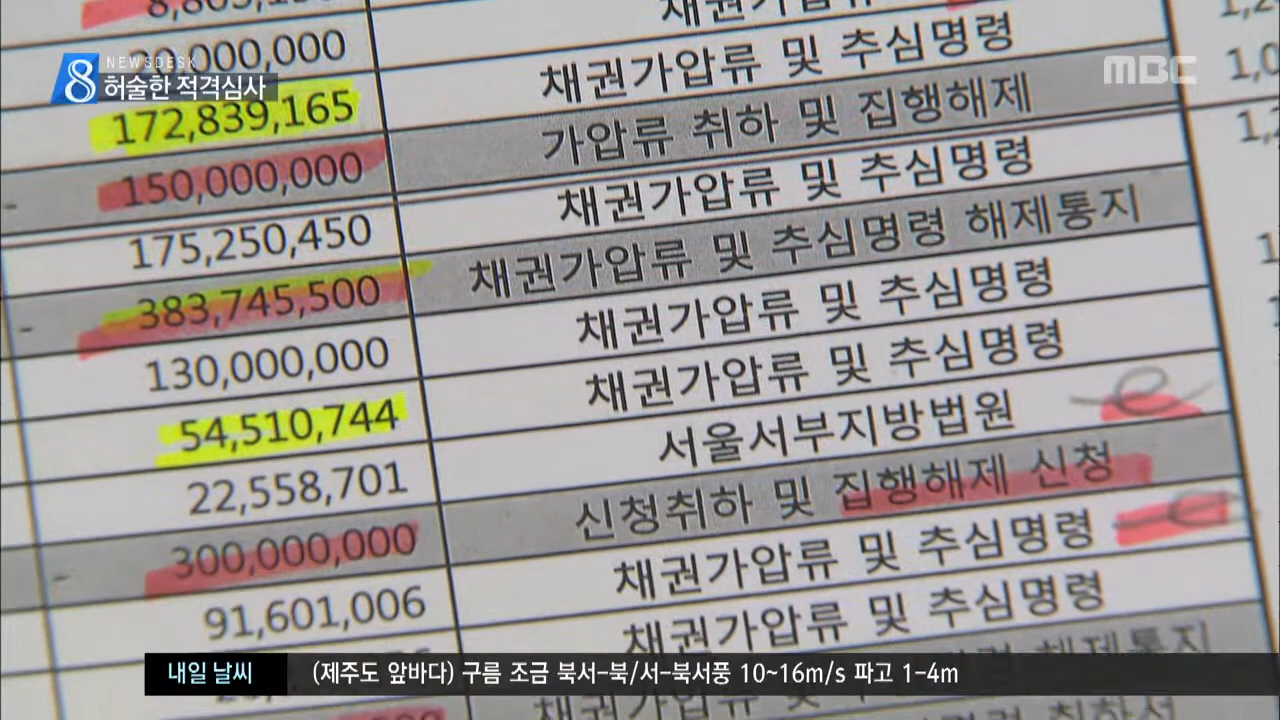 NEWSDESK
8 허술한 적격심사
MBC
172,839,165 채권가압류 및 추심명령
- 150,000,000 가압류 취하 및 집행해제
175,250,450 채권가압류 및 추심명령
- 383,745,500 채권가압류 및 추심명령 해제통지
130,000,000 채권가압류 및 추심명령
54,510,744 채권가압류 및 추심명령
22,558,701 서울서부지방법원
- 300,000,000 신청취하 및 집행해제 신청
91,601,006 채권가압류 및 추심명령
채권가압류 및 추심명령
해제통지
내일 날씨 (제주도 앞바다) 구름 조금 북서-북/서-북서풍 10~16m/s 파고 1-4m